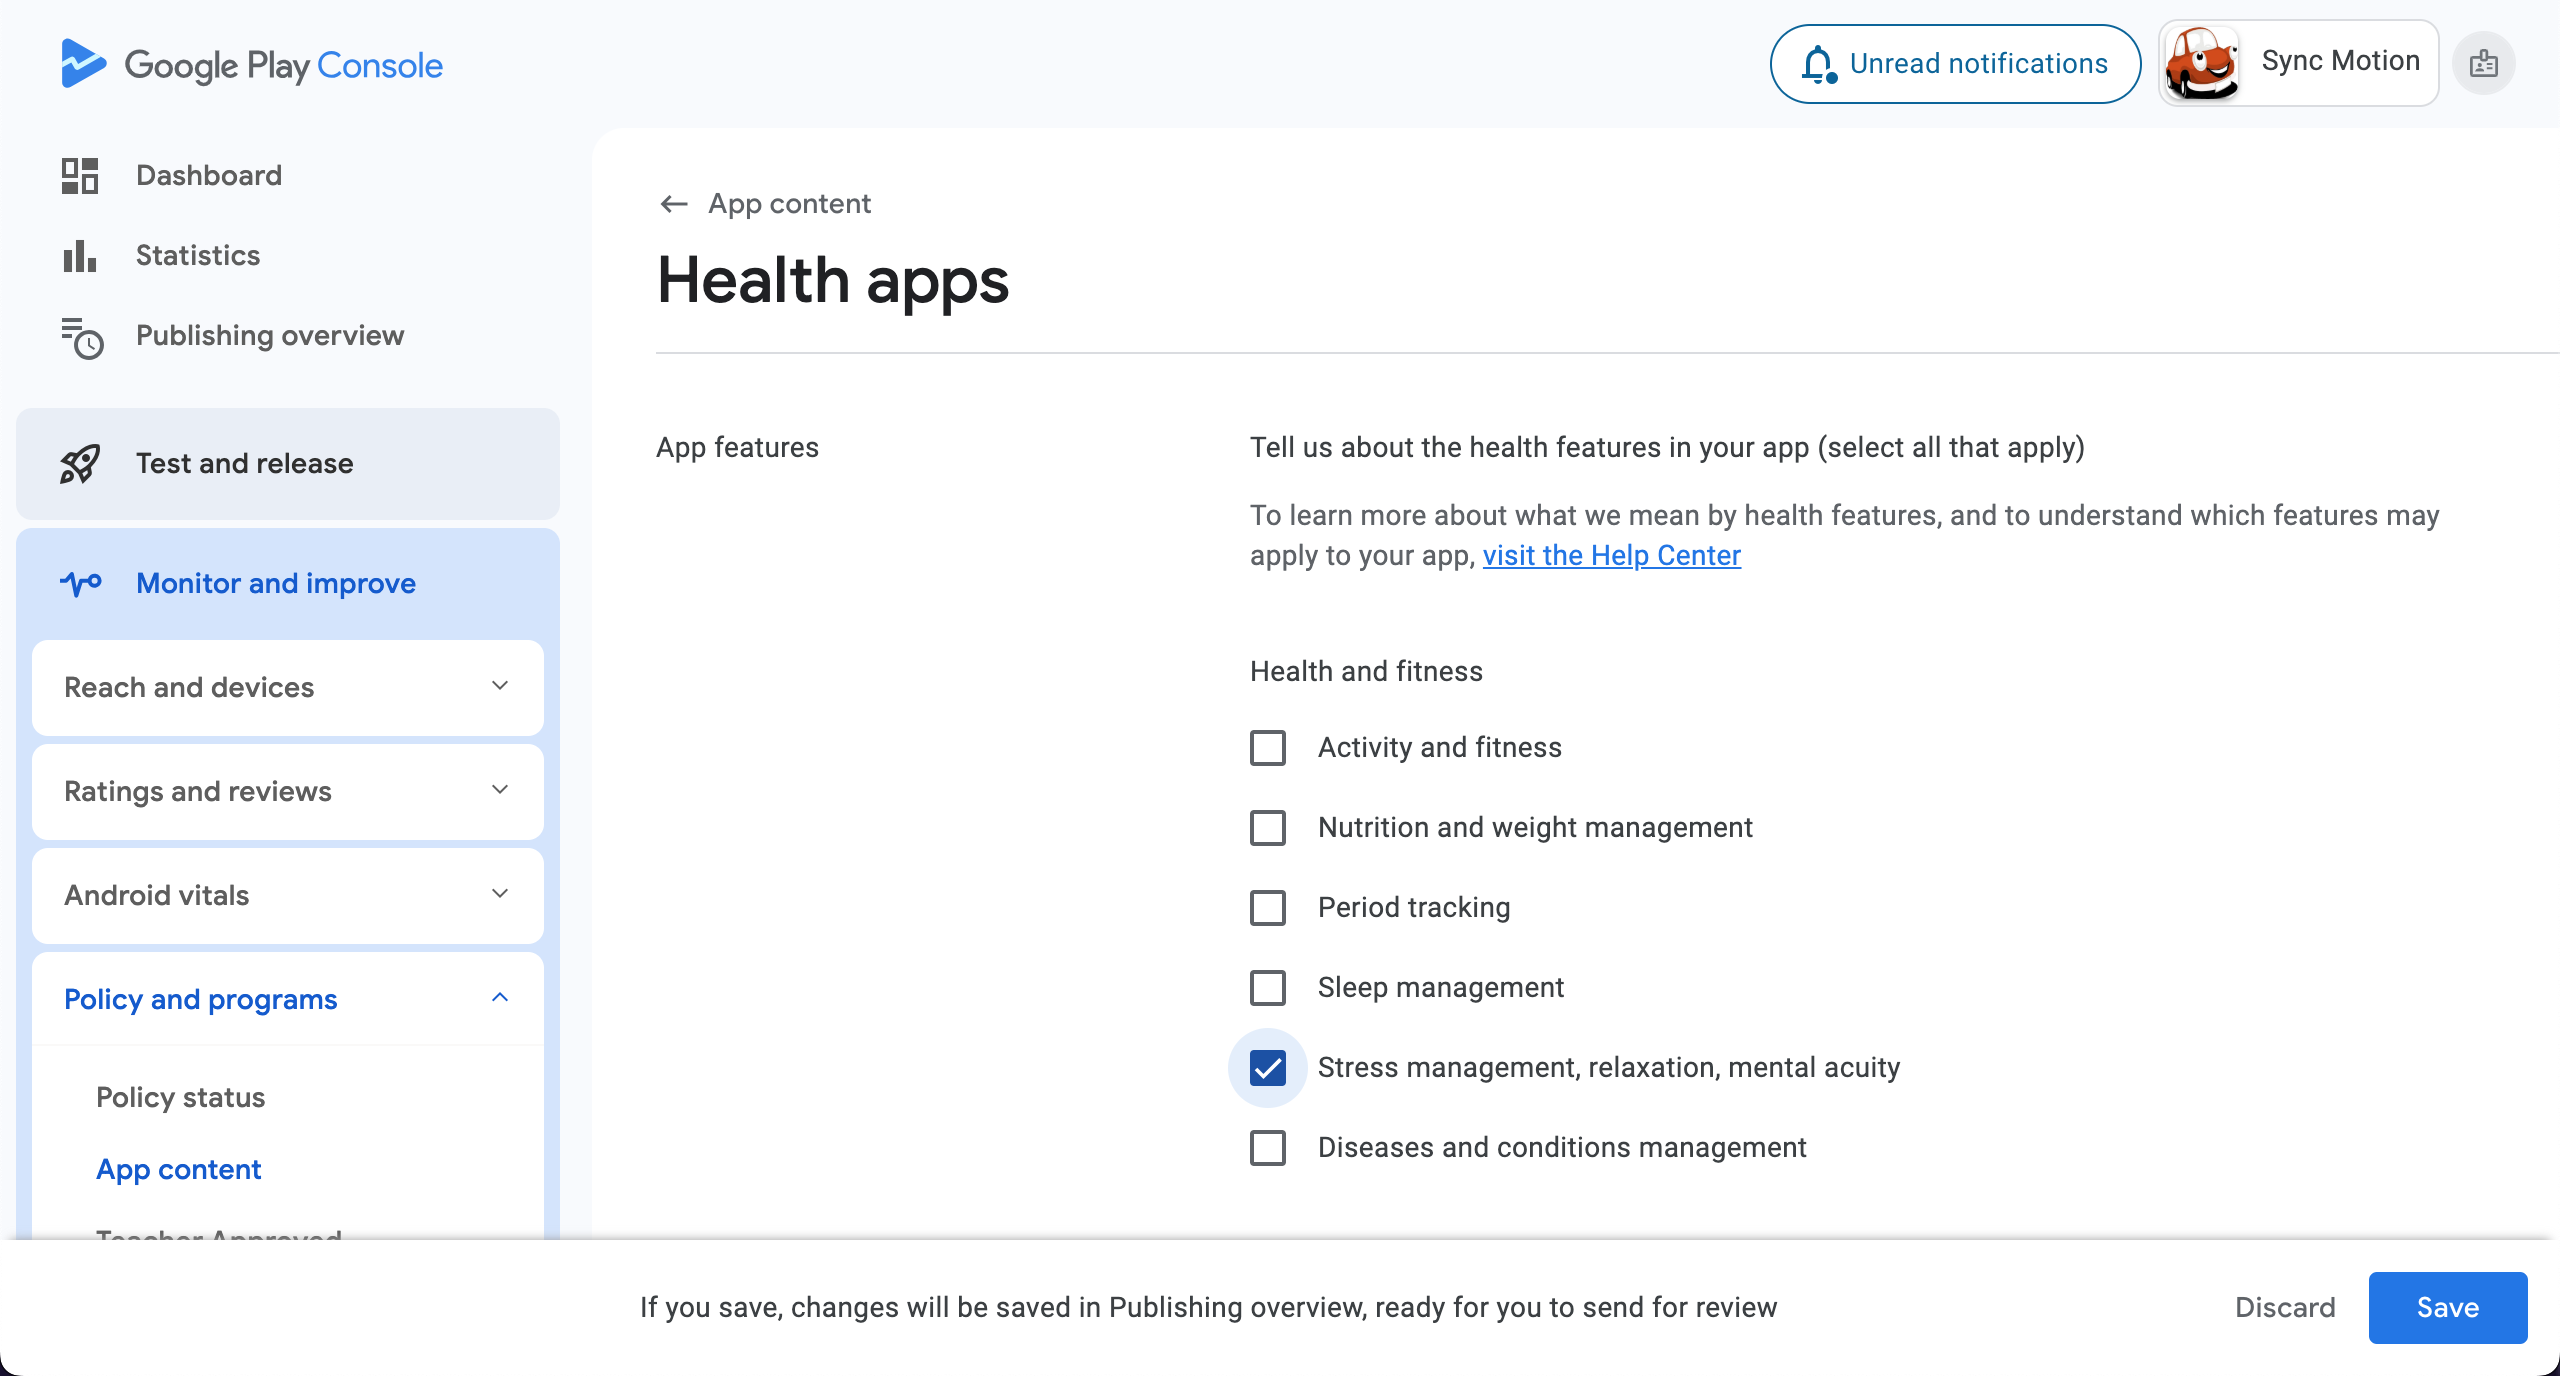 Google Play Console
Unread notifications
Sync Motion
Dashboard
Statistics
Publishing overview
Test and release
Monitor and improve
Reach and devices
Ratings and reviews
Android vitals
Policy and programs
Policy status
App content
Teacher Approved
App content
Health apps
App features
Tell us about the health features in your app (select all that apply)
To learn more about what we mean by health features, and to understand which features may
apply to your app, visit the Help Center
Health and fitness
Activity and fitness
Nutrition and weight management
Period tracking
Sleep management
Stress management, relaxation, mental acuity
Diseases and conditions management
If you save, changes will be saved in Publishing overview, ready for you to send for review
Discard
Save